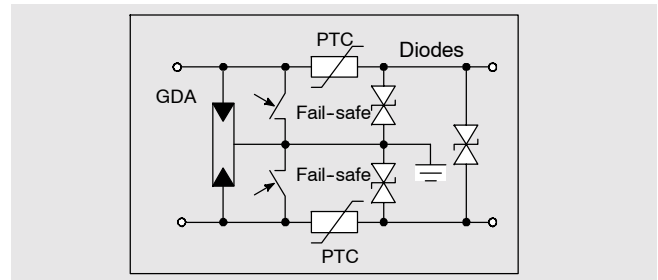 PTC
Diodes
GDA
Fail-safe
Fail-safe
PTC